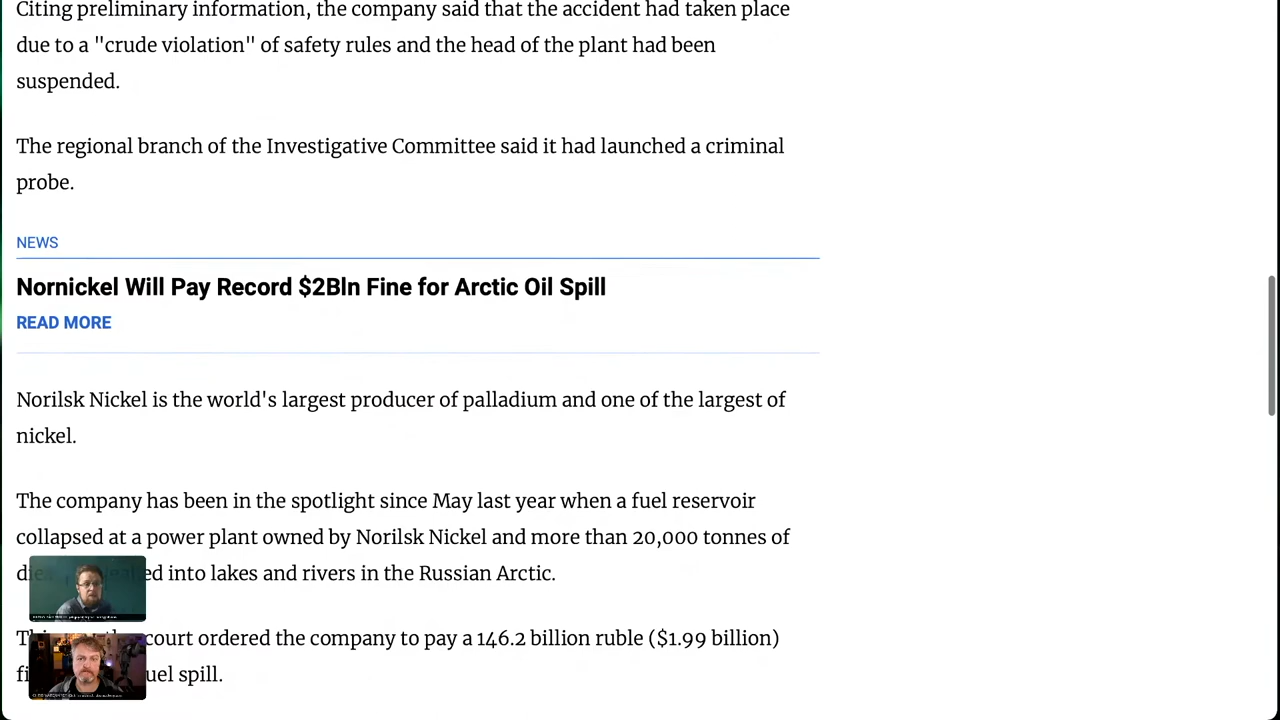 Citing preliminary information, the company said that the accident had taken place
due to a "crude violation" of safety rules and the head of the plant had been
suspended.
The regional branch of the Investigative Committee said it had launched a criminal
probe.
NEWS
Nornickel Will Pay Record $2Bln Fine for Arctic Oil Spill
READ MORE
Norilsk Nickel is the world's largest producer of palladium and one of the largest of
nickel.
The company has been in the spotlight since May last year when a fuel reservoir
collapsed at a power plant owned by Norilsk Nickel and more than 20,000 tonnes of
into lakes and rivers in the Russian Arctic.
court ordered the company to pay a 146.2 billion ruble ($1.99 billion)
spill.